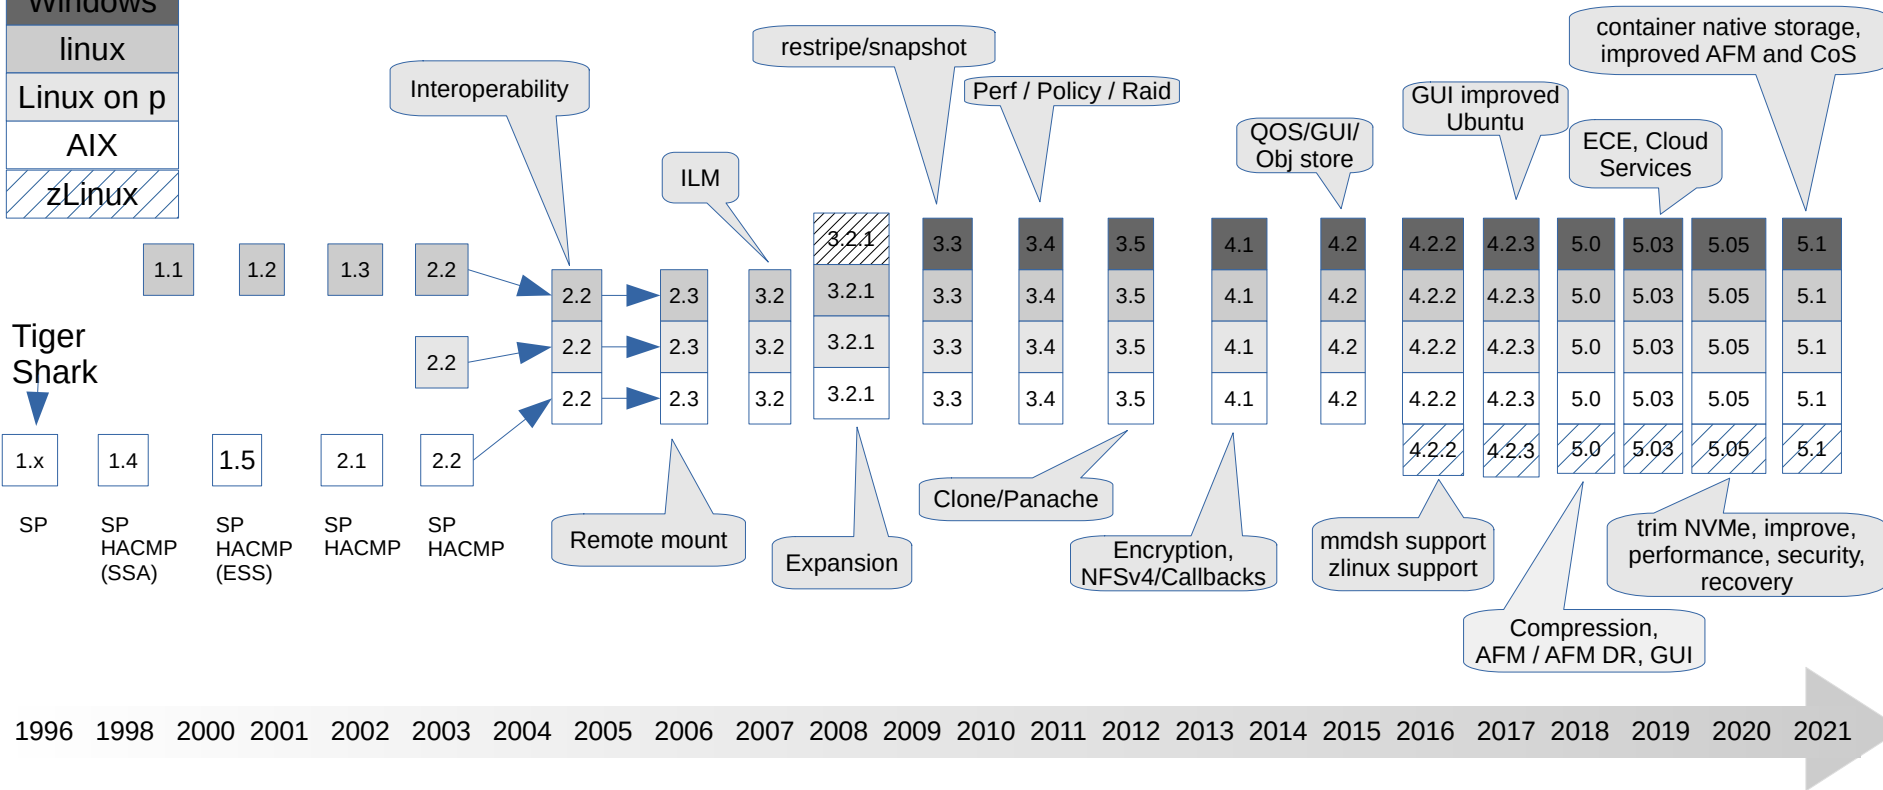 Windows
linux
Linux on p
AIX
zLinux
Interoperability
ILM
restripe/snapshot
Perf / Policy / Raid
QOS/GUI/
Obj store
GUI improved
Ubuntu
ECE, Cloud
Services
container native storage,
improved AFM and CoS
3.2.1
3.3
3.4
3.5
4.1
4.2
4.2.2
4.2.3
5.0
5.03
5.05
5.1
1.1
1.2
1.3
2.2
2.2
2.3
3.2
3.2.1
3.3
3.4
3.5
4.1
4.2
4.2.2
4.2.3
5.0
5.03
5.05
5.1
Tiger
Shark
2.2
2.2
2.3
3.2
3.2.1
3.3
3.4
3.5
4.1
4.2
4.2.2
4.2.3
5.0
5.03
5.05
5.1
2.2
2.3
3.2
3.2.1
3.3
3.4
3.5
4.1
4.2
4.2.2
4.2.3
5.0
5.03
5.05
5.1
1.x
1.4
1.5
2.1
2.2
4.2.2
4.2.3
5.0
5.03
5.05
5.1
SP
SP
HACMP
(SSA)
SP
HACMP
(ESS)
SP
HACMP
SP
HACMP
Remote mount
Expansion
Clone/Panache
Encryption,
NFSv4/Callbacks
mmdsh support
zlinux support
Compression,
AFM / AFM DR, GUI
trim NVMe, improve,
performance, security,
recovery
1996 1998 2000 2001 2002 2003 2004 2005 2006 2007 2008 2009 2010 2011 2012 2013 2014 2015 2016 2017 2018 2019 2020 2021